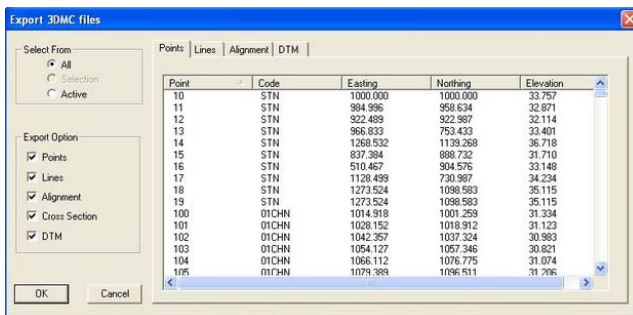 Export 3DMC files
Select From
All
Selection
Active
Export Option
Points
Lines
Alignment
Cross Section
DTM
OK Cancel
Points Lines Alignment DTM
Point Code Easting Northing Elevation
10 STN 1000.000 1000.000 33.757
11 STN 984.996 958.634 32.871
12 STN 922.489 922.987 32.114
13 STN 966.833 753.433 33.401
14 STN 1268.532 1139.268 36.718
15 STN 837.384 888.732 31.710
16 STN 510.467 904.576 33.148
17 STN 1128.499 730.987 34.234
18 STN 1273.524 1098.583 35.115
19 STN 1273.524 1098.583 35.115
100 01CHN 1014.918 1001.259 31.334
101 01CHN 1028.152 1018.912 31.123
102 01CHN 1042.357 1037.324 30.983
103 01CHN 1054.127 1057.346 30.821
104 01CHN 1066.112 1076.775 31.074
105 01CHN 1079.389 1096.511 31.206